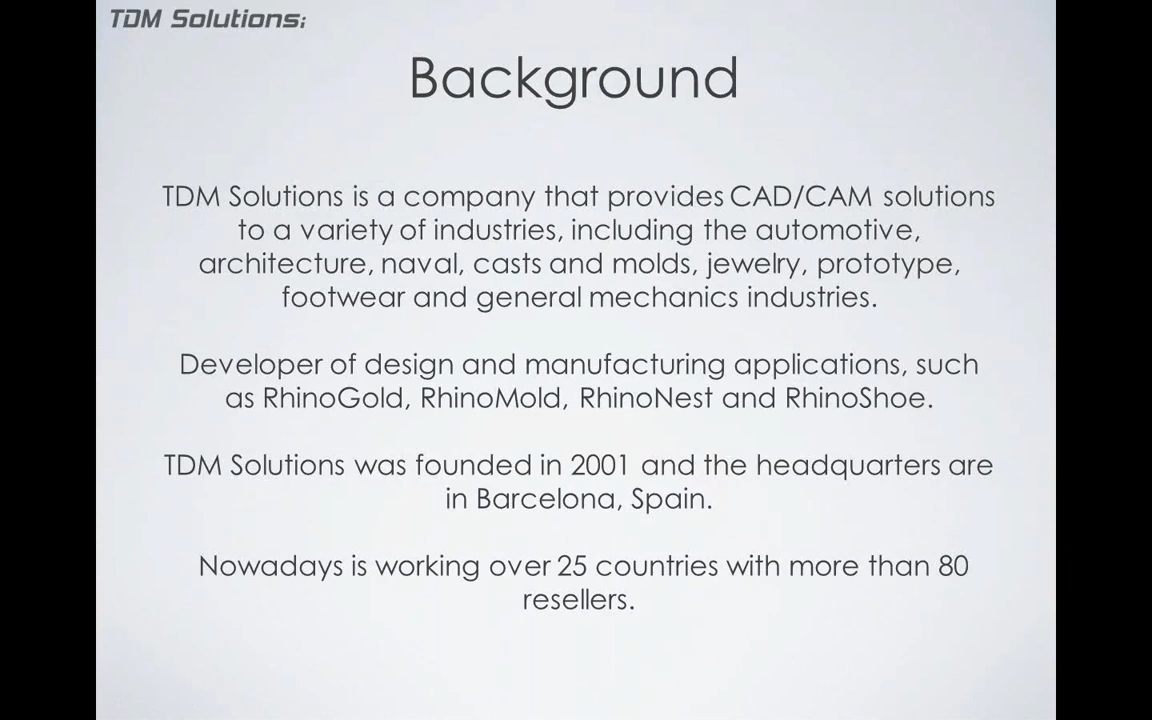 TDM Solutions;
Background
TDM Solutions is a company that provides CAD/CAM solutions
to a variety of industries, including the automotive,
architecture, naval, casts and molds, jewelry, prototype,
footwear and general mechanics industries.
Developer of design and manufacturing applications, such
as RhinoGold, RhinoMold, RhinoNest and RhinoShoe.
TDM Solutions was founded in 2001 and the headquarters are
in Barcelona, Spain.
Nowadays is working over 25 countries with more than 80
resellers.